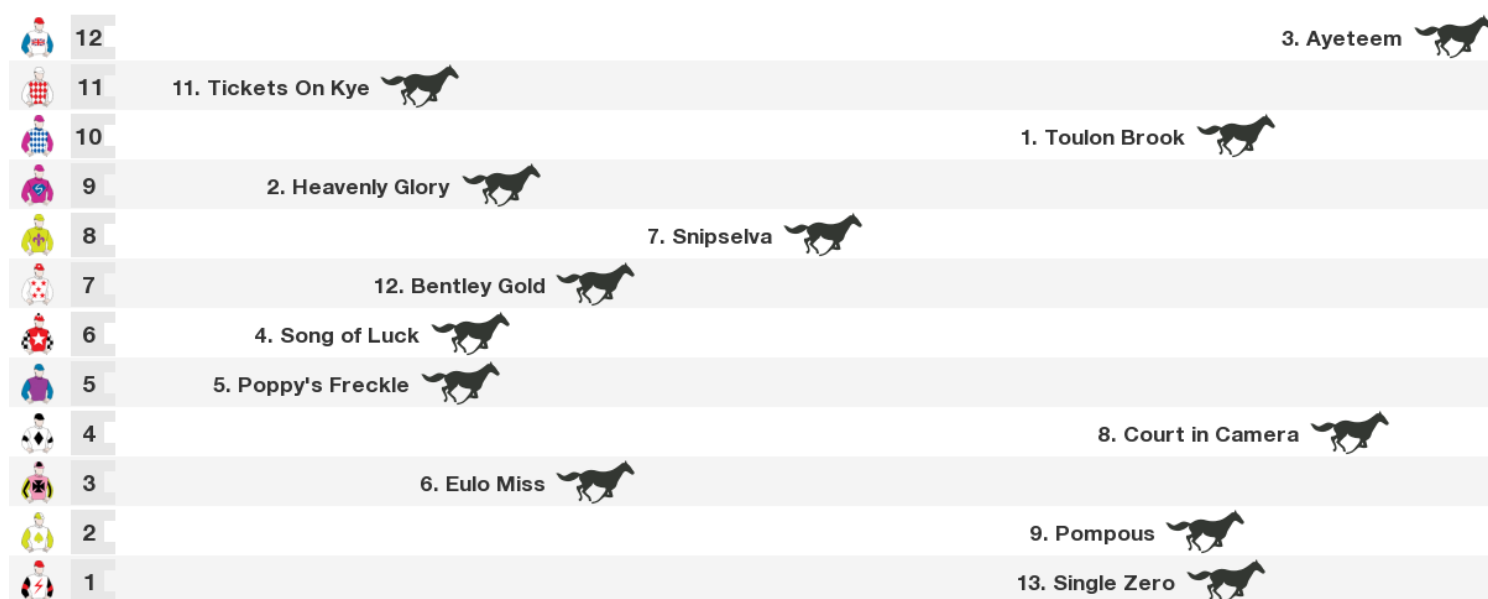 12 3. Ayeteem
11 11. Tickets On Kye
10 1. Toulon Brook
9 2. Heavenly Glory
8 7. Snipselva
7 12. Bentley Gold
6 4. Song of Luck
5 5. Poppy's Freckle
4 8. Court in Camera
3 6. Eulo Miss
2 9. Pompous
1 13. Single Zero